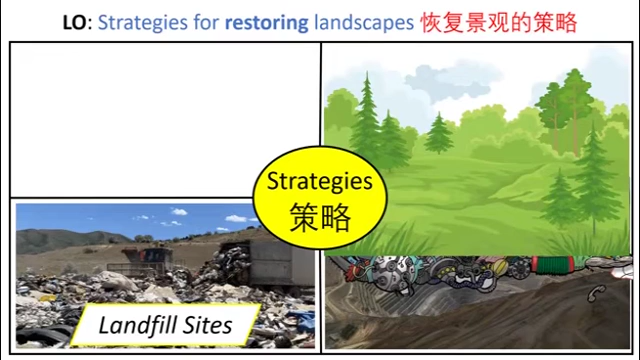 LO: Strategies for restoring landscapes 恢复景观的策略
Strategies
策略
Landfill Sites